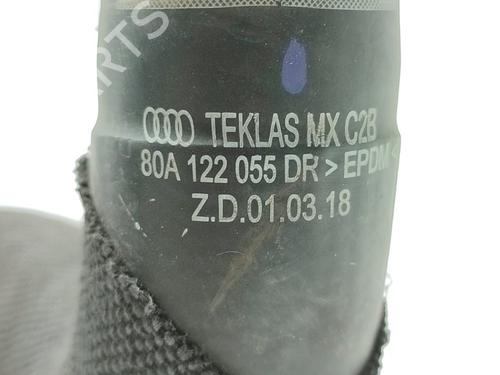 TEKLAS MX C2B
80A 122 055 DR > EPDM <
Z.D.01.03.18